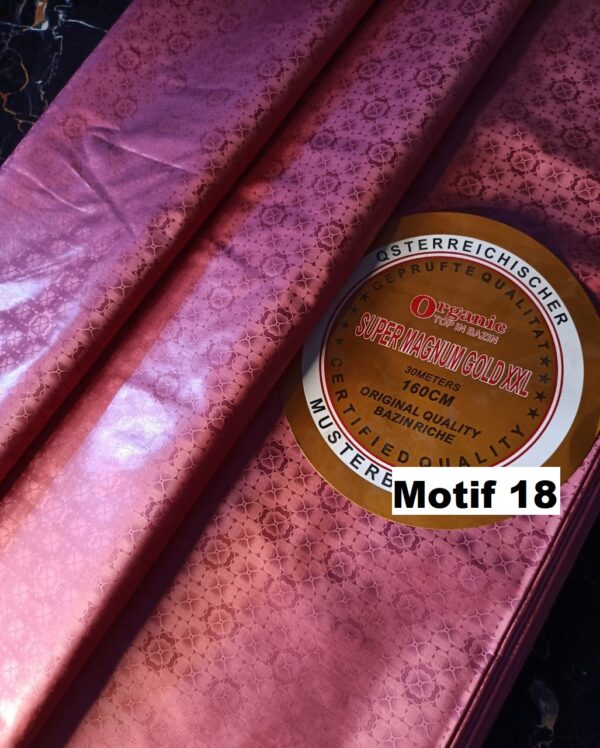 QSTERREICHISCHER
GEPRUFTE QUALITAT
Organic
TOP IN BAZIN
SUPER MAGNUM GOLD XXL
30METERS
160CM
ORIGINAL QUALITY
BAZIN RICHE
CERTIFIED QUALITY
Motif 18